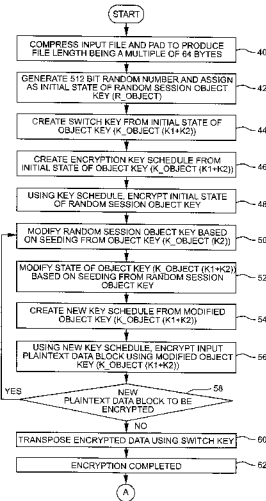 START
COMPRESS INPUT FILE AND PAD TO PRODUCE
FILE LENGTH BEING A MULTIPLE OF 64 BYTES
40
GENERATE 512 BIT RANDOM NUMBER AND ASSIGN
AS INITIAL STATE OF RANDOM SESSION OBJECT
KEY (R_OBJECT)
42
CREATE SWITCH KEY FROM INITIAL STATE OF
OBJECT KEY (K_OBJECT (K1+K2))
44
CREATE ENCRYPTION KEY SCHEDULE FROM
INITIAL STATE OF OBJECT KEY (K_OBJECT (K1+K2))
46
USING KEY SCHEDULE, ENCRYPT INITIAL STATE
OF RANDOM SESSION OBJECT KEY
48
MODIFY RANDOM SESSION OBJECT KEY BASED
ON SEEDING FROM OBJECT KEY (K_OBJECT (K2)
50
MODIFY STATE OF OBJECT KEY (K_OBJECT (K1+K2))
BASED ON SEEDING FROM RANDOM SESSION
OBJECT KEY
52
CREATE NEW KEY SCHEDULE FROM MODIFIED
OBJECT KEY (K_OBJECT (K1+K2))
54
USING NEW KEY SCHEDULE, ENCRYPT INPUT
PLAINTEXT DATA BLOCK USING MODIFIED OBJECT
KEY (K_OBJECT (K1+K2))
56
YES
58
NEW
PLAINTEXT DATA BLOCK TO BE
ENCRYPTED
NO
TRANSPOSE ENCRYPTED DATA USING SWITCH KEY
60
ENCRYPTION COMPLETED
62
A